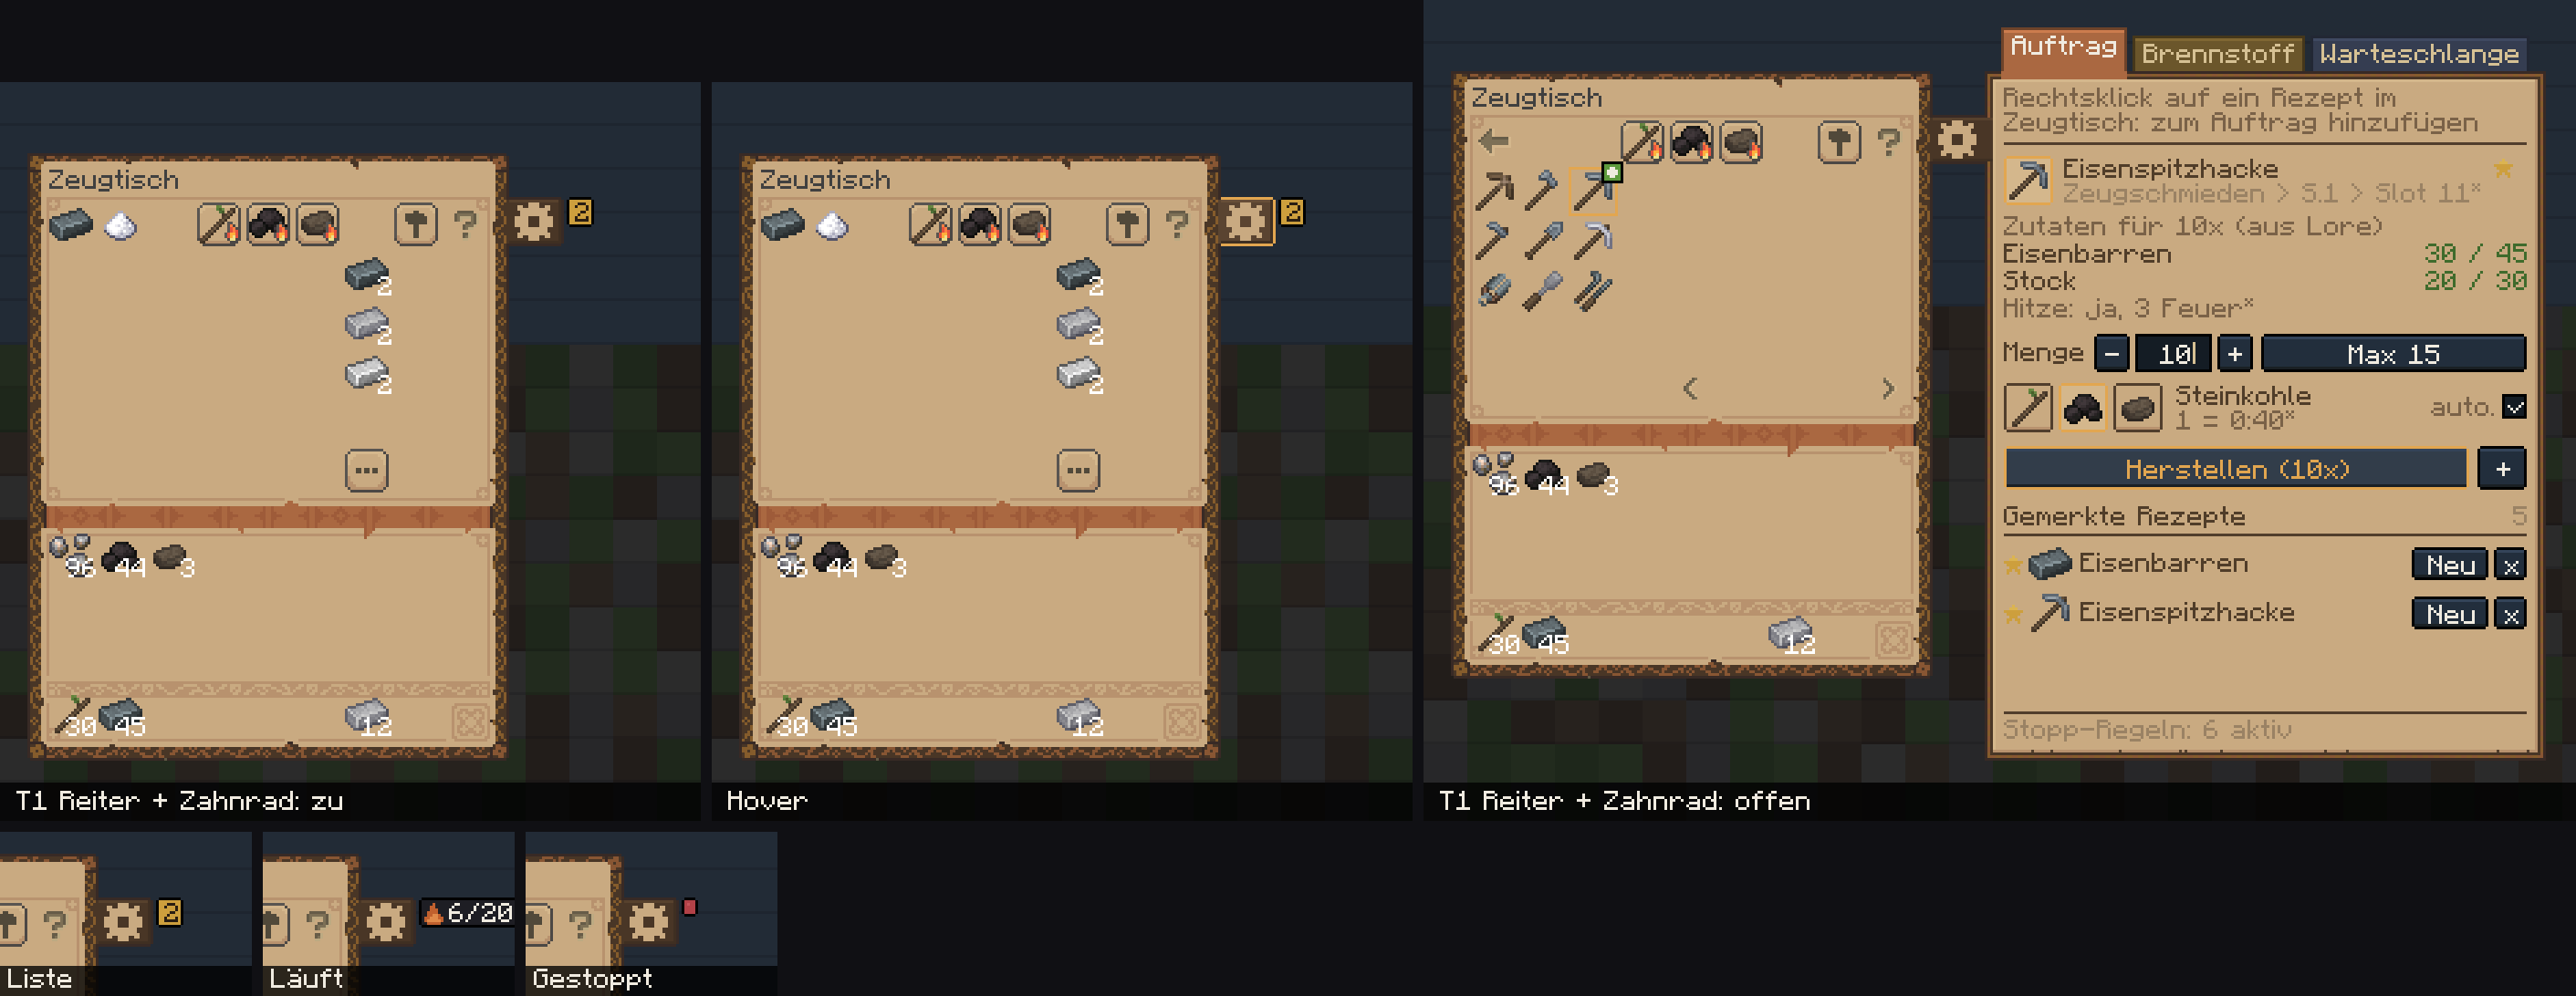 Zeugtisch
?
2
2
2
2
...
96 44 3
30 45 12
T1 Reiter + Zahnrad: zu
Zeugtisch
?
2
2
2
2
...
96 44 3
30 45 12
Hover
Zeugtisch
?
< >
96 44 3
30 45 12
T1 Reiter + Zahnrad: offen
Auftrag Brennstoff Warteschlange
Rechtsklick auf ein Rezept im
Zeugtisch: zum Auftrag hinzufügen
Eisenspitzhacke
Zeugschmieden > S.1 > Slot 11*
Zutaten für 10x (aus Lore)
Eisenbarren 30 / 45
Stock 20 / 30
Hitze: ja, 3 Feuer*
Menge - 10 + Max 15
Steinkohle
1 = 0:40*
auto.
Herstellen (10x) +
Gemerkte Rezepte 5
Eisenbarren Neu x
Eisenspitzhacke Neu x
Stopp-Regeln: 6 aktiv
? 2
Liste
? 6/20
Läuft
?
Gestoppt